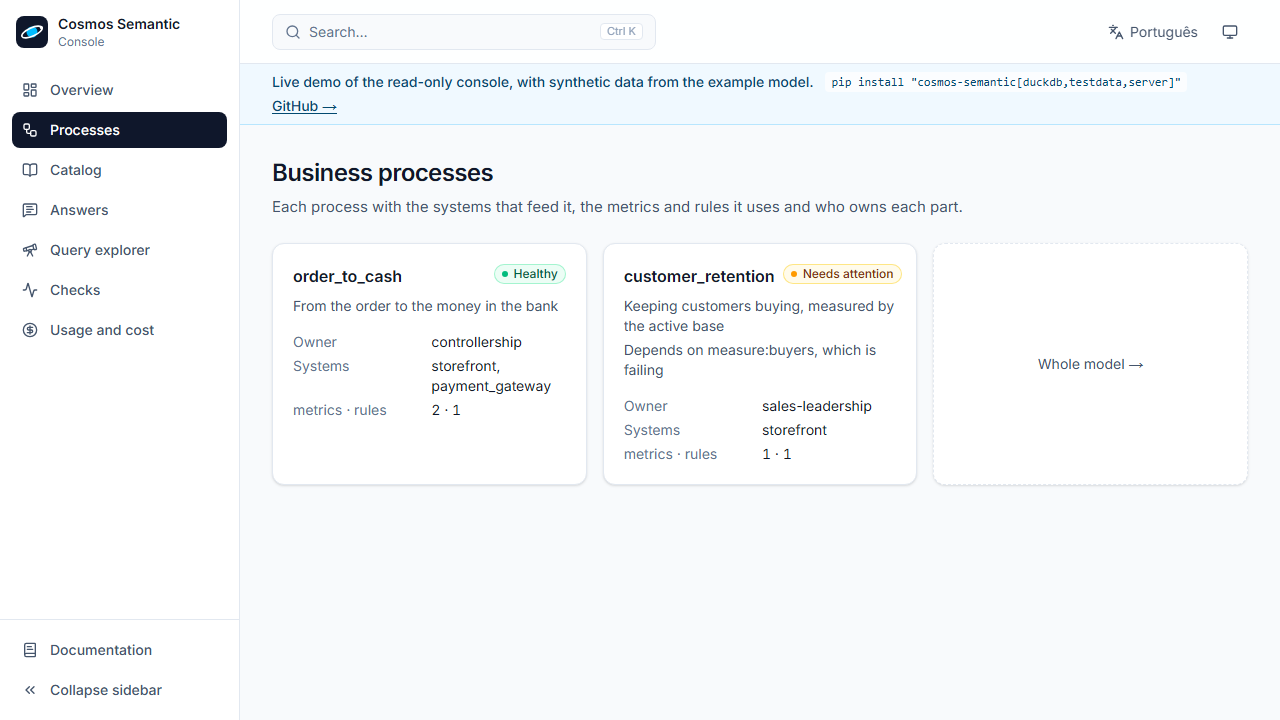 Cosmos Semantic
Console
Overview
Processes
Catalog
Answers
Query explorer
Checks
Usage and cost
Documentation
Collapse sidebar
Search...
Ctrl K
Português
Live demo of the read-only console, with synthetic data from the example model.
pip install "cosmos-semantic[duckdb,testdata,server]"
GitHub →
Business processes
Each process with the systems that feed it, the metrics and rules it uses and who owns each part.
order_to_cash
Healthy
From the order to the money in the bank
Owner controllership
Systems storefront,
payment_gateway
metrics · rules 2 · 1
customer_retention
Needs attention
Keeping customers buying, measured by
the active base
Depends on measure:buyers, which is
failing
Owner sales-leadership
Systems storefront
metrics · rules 1 · 1
Whole model →